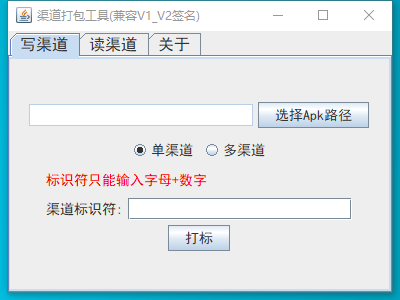 渠道打包工具(兼容V1_V2签名)
写渠道 读渠道 关于
选择Apk路径
单渠道 多渠道
标识符只能输入字母+数字
渠道标识符:
打标